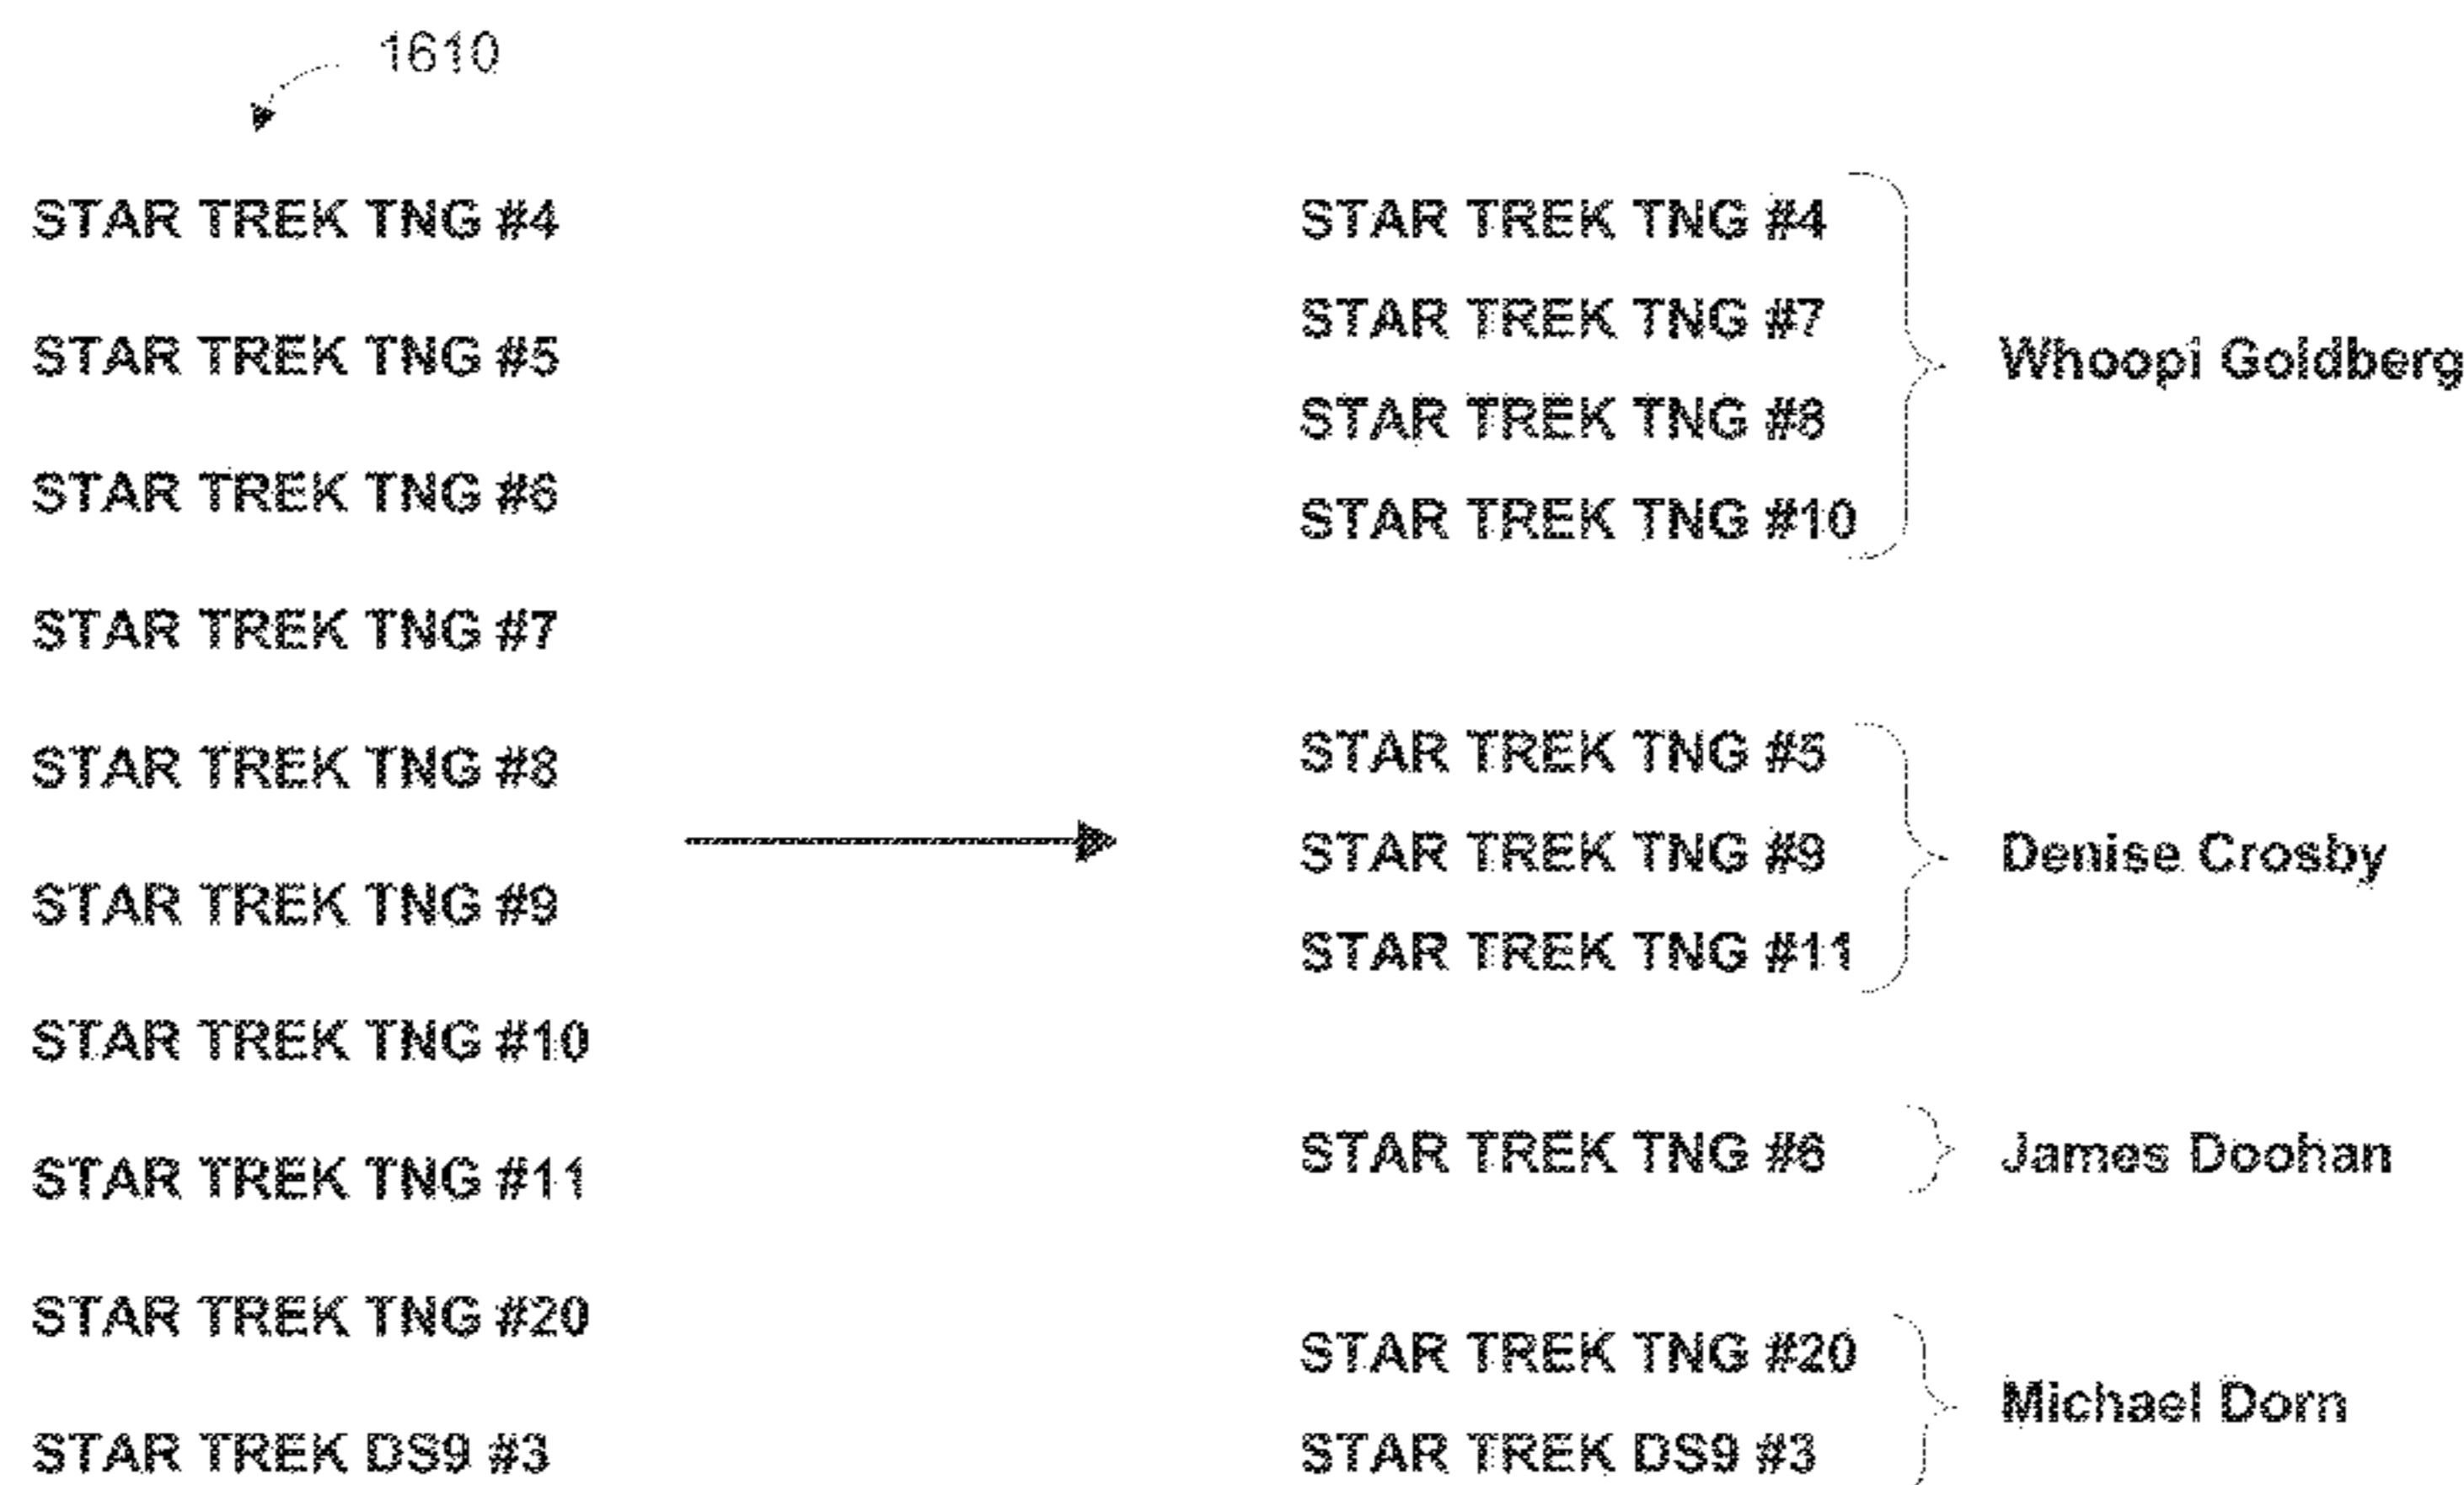 1610
STAR TREK TNG #4
STAR TREK TNG #5
STAR TREK TNG #6
STAR TREK TNG #7
STAR TREK TNG #8
STAR TREK TNG #9
STAR TREK TNG #10
STAR TREK TNG #11
STAR TREK TNG #20
STAR TREK DS9 #3
STAR TREK TNG #4
STAR TREK TNG #7
STAR TREK TNG #8
STAR TREK TNG #10
Whoopi Goldberg
STAR TREK TNG #5
STAR TREK TNG #9
STAR TREK TNG #11
Denise Crosby
STAR TREK TNG #6
James Doohan
STAR TREK TNG #20
STAR TREK DS9 #3
Michael Dorn